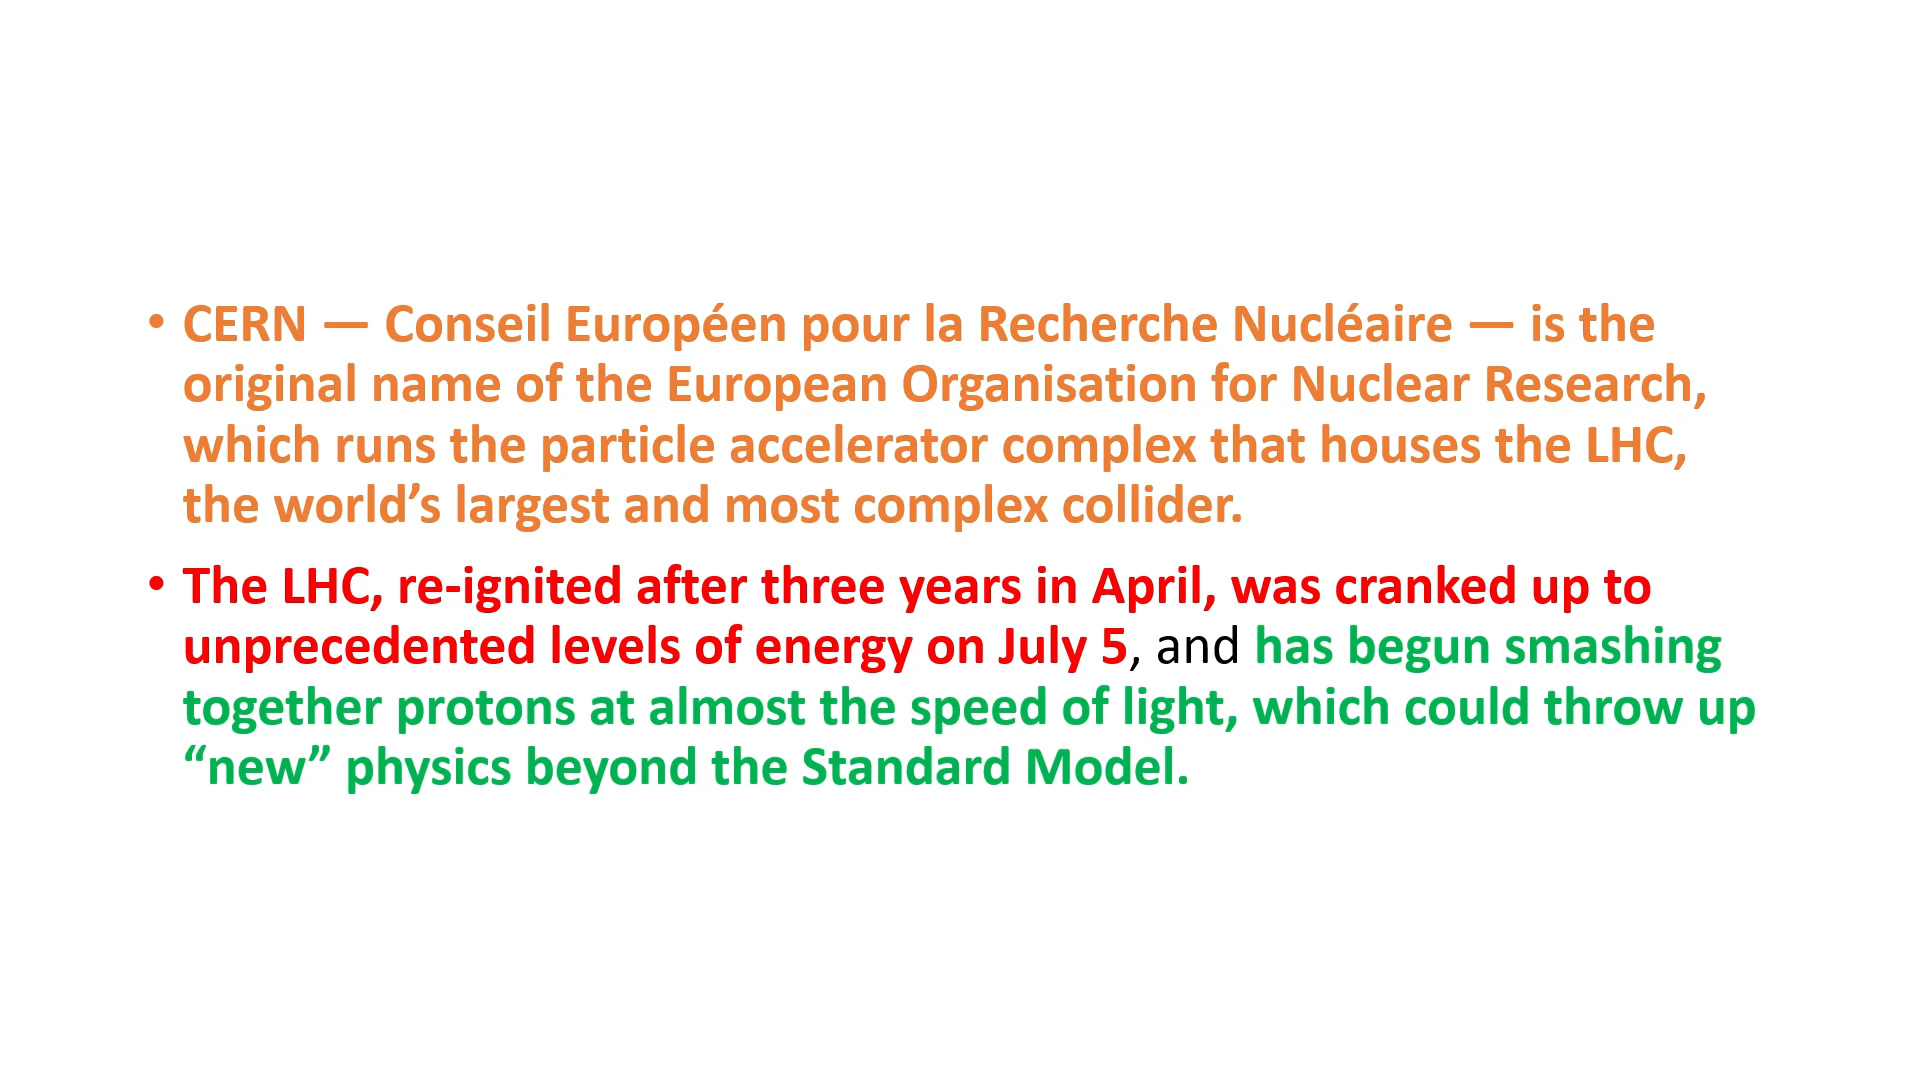 • CERN — Conseil Européen pour la Recherche Nucléaire — is the
original name of the European Organisation for Nuclear Research,
which runs the particle accelerator complex that houses the LHC,
the world’s largest and most complex collider.
• The LHC, re-ignited after three years in April, was cranked up to
unprecedented levels of energy on July 5, and has begun smashing
together protons at almost the speed of light, which could throw up
“new” physics beyond the Standard Model.